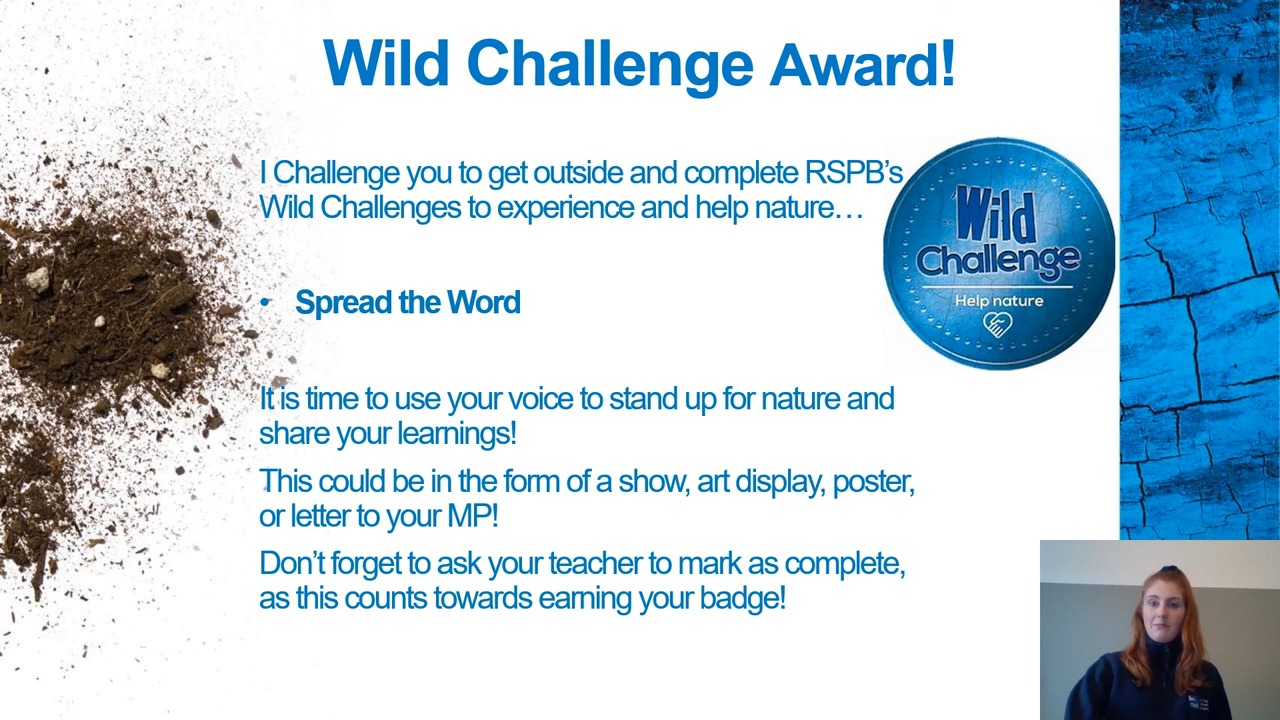 Wild Challenge Award!
I Challenge you to get outside and complete RSPB’s
Wild Challenges to experience and help nature…
Wild
Challenge
Help nature
• Spread the Word
It is time to use your voice to stand up for nature and
share your learnings!
This could be in the form of a show, art display, poster,
or letter to your MP!
Don’t forget to ask your teacher to mark as complete,
as this counts towards earning your badge!